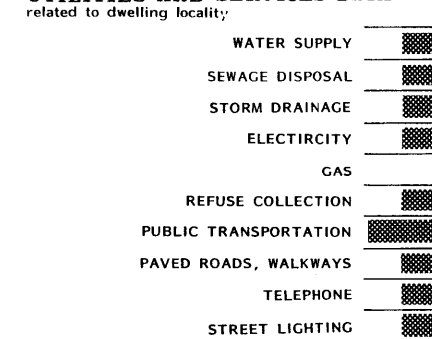 related to dwelling locality
WATER SUPPLY
SEWAGE DISPOSAL
STORM DRAINAGE
ELECTIRCITY
GAS
REFUSE COLLECTION
PUBLIC TRANSPORTATION
PAVED ROADS, WALKWAYS
TELEPHONE
STREET LIGHTING